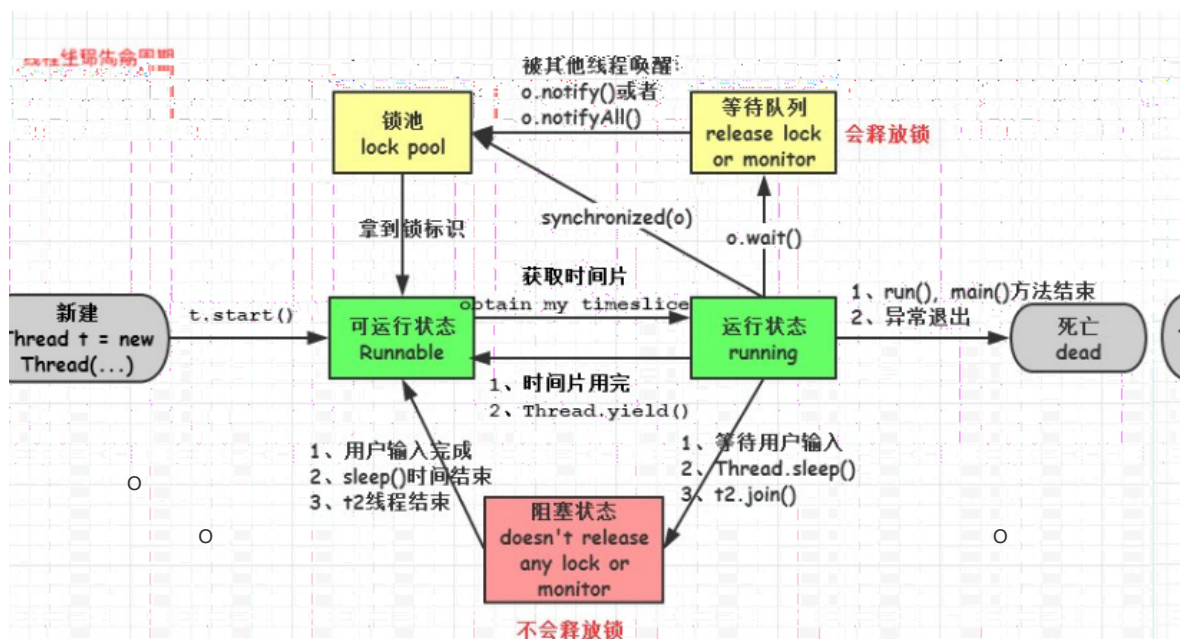 线程生命周期
被其他线程唤醒:
o.notify()或者
o.notifyAll()
锁池
lock pool
等待队列
release lock
or monitor
会释放锁
拿到锁标识
synchronized(o)
o.wait()
新建
Thread t = new
Thread(...)
t.start()
可运行状态
Runnable
获取时间片
obtain my timeslice
运行状态
running
1、run(), main()方法结束
2、异常退出
死亡
dead
1、时间片用完
2、Thread.yield()
1、用户输入完成
2、sleep()时间结束
3、t2线程结束
1、等待用户输入
2、Thread.sleep()
3、t2.join()
阻塞状态
doesn't release
any lock or
monitor
不会释放锁